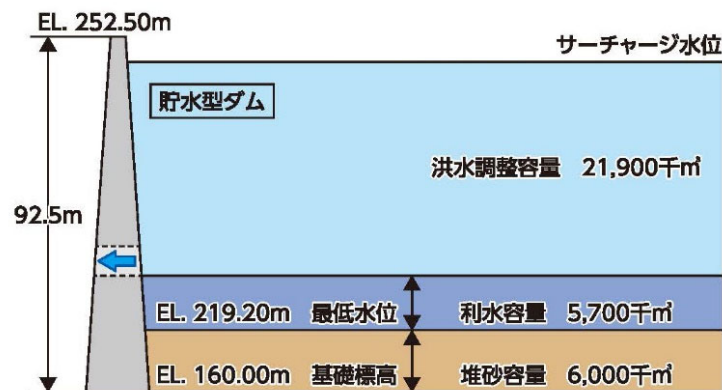 EL. 252.50m
サーチャージ水位
貯水型ダム
洪水調整容量 21,900千㎥
92.5m
EL. 219.20m 最低水位 利水容量 5,700千㎥
EL. 160.00m 基礎標高 堆砂容量 6,000千㎥